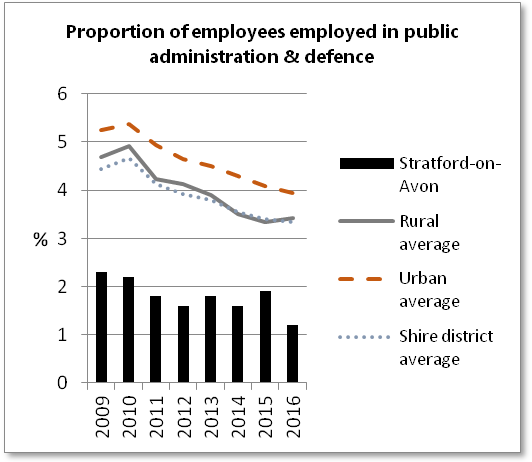 Proportion of employees employed in public
administration & defence
6
5
4
3
2
1
0
%
2009
2010
2011
2012
2013
2014
2015
2016
Stratford-on-
Avon
Rural
average
Urban
average
Shire district
average